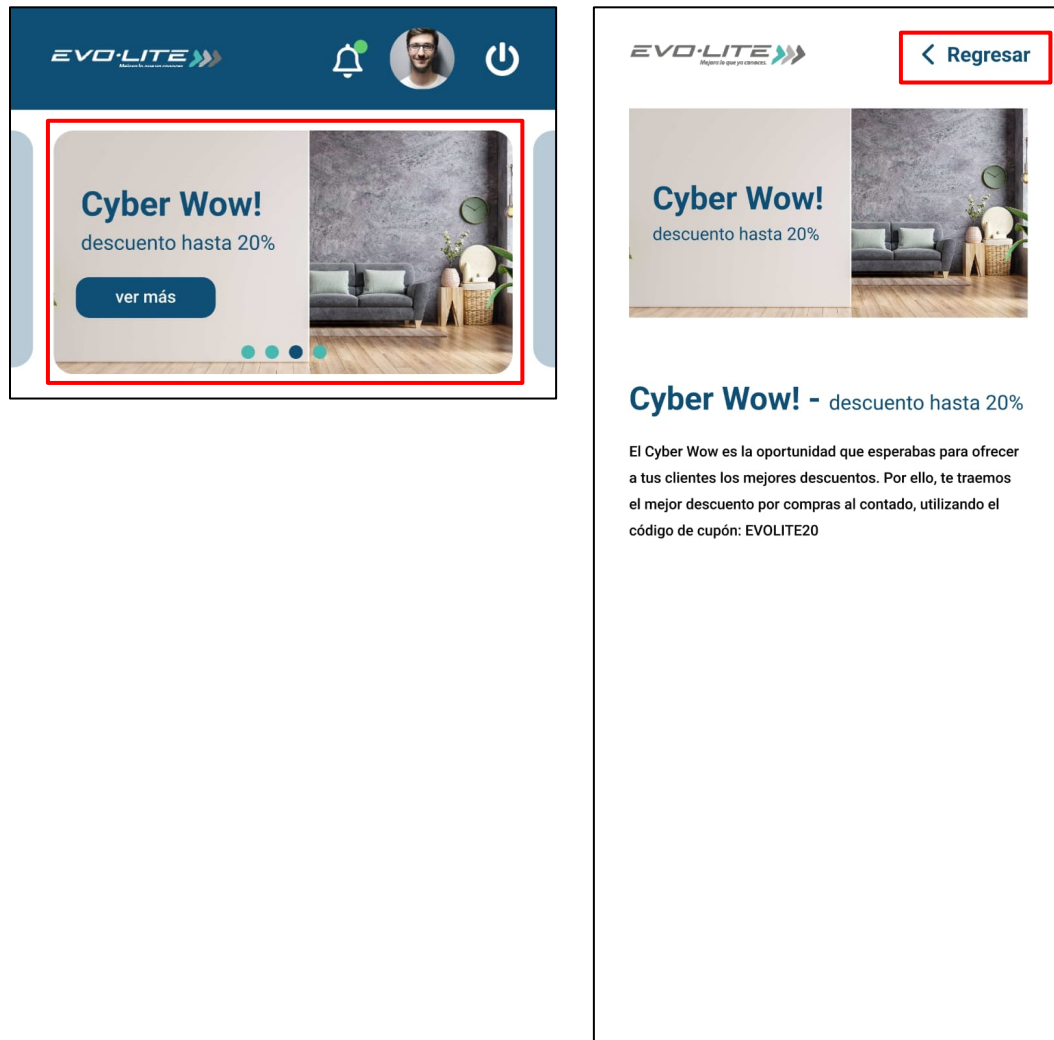 EVO·LITE
Cyber Wow!
descuento hasta 20%
ver más
EVO·LITE
Mejora lo que ya conoces.
Regresar
Cyber Wow!
descuento hasta 20%
Cyber Wow! - descuento hasta 20%
El Cyber Wow es la oportunidad que esperabas para ofrecer
a tus clientes los mejores descuentos. Por ello, te traemos
el mejor descuento por compras al contado, utilizando el
código de cupón: EVOLITE20